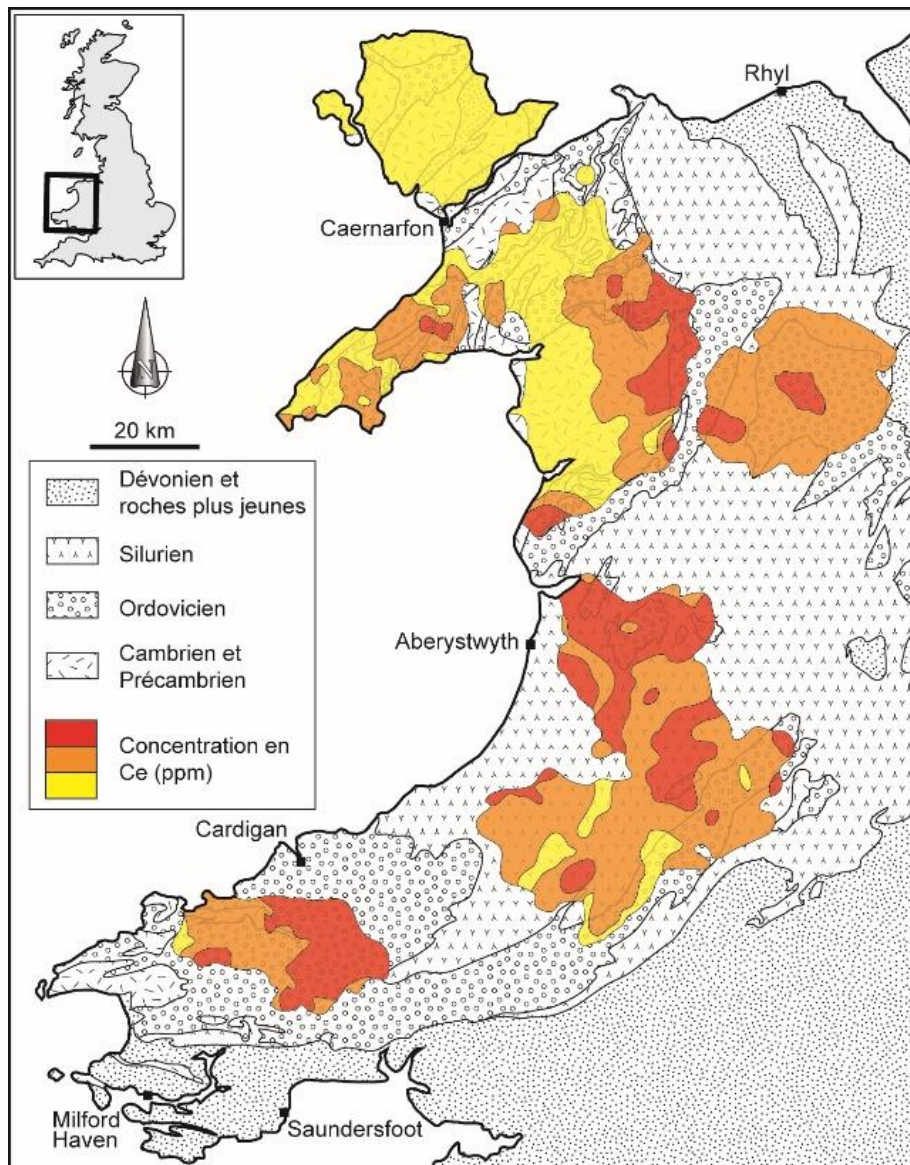 Rhyl
Caernarfon
N
20 km
Dévonien et
roches plus jeunes
Silurien
Ordovicien
Cambrien et
Précambrien
Concentration en
Ce (ppm)
Aberystwyth
Cardigan
Milford
Haven
Saundersfoot